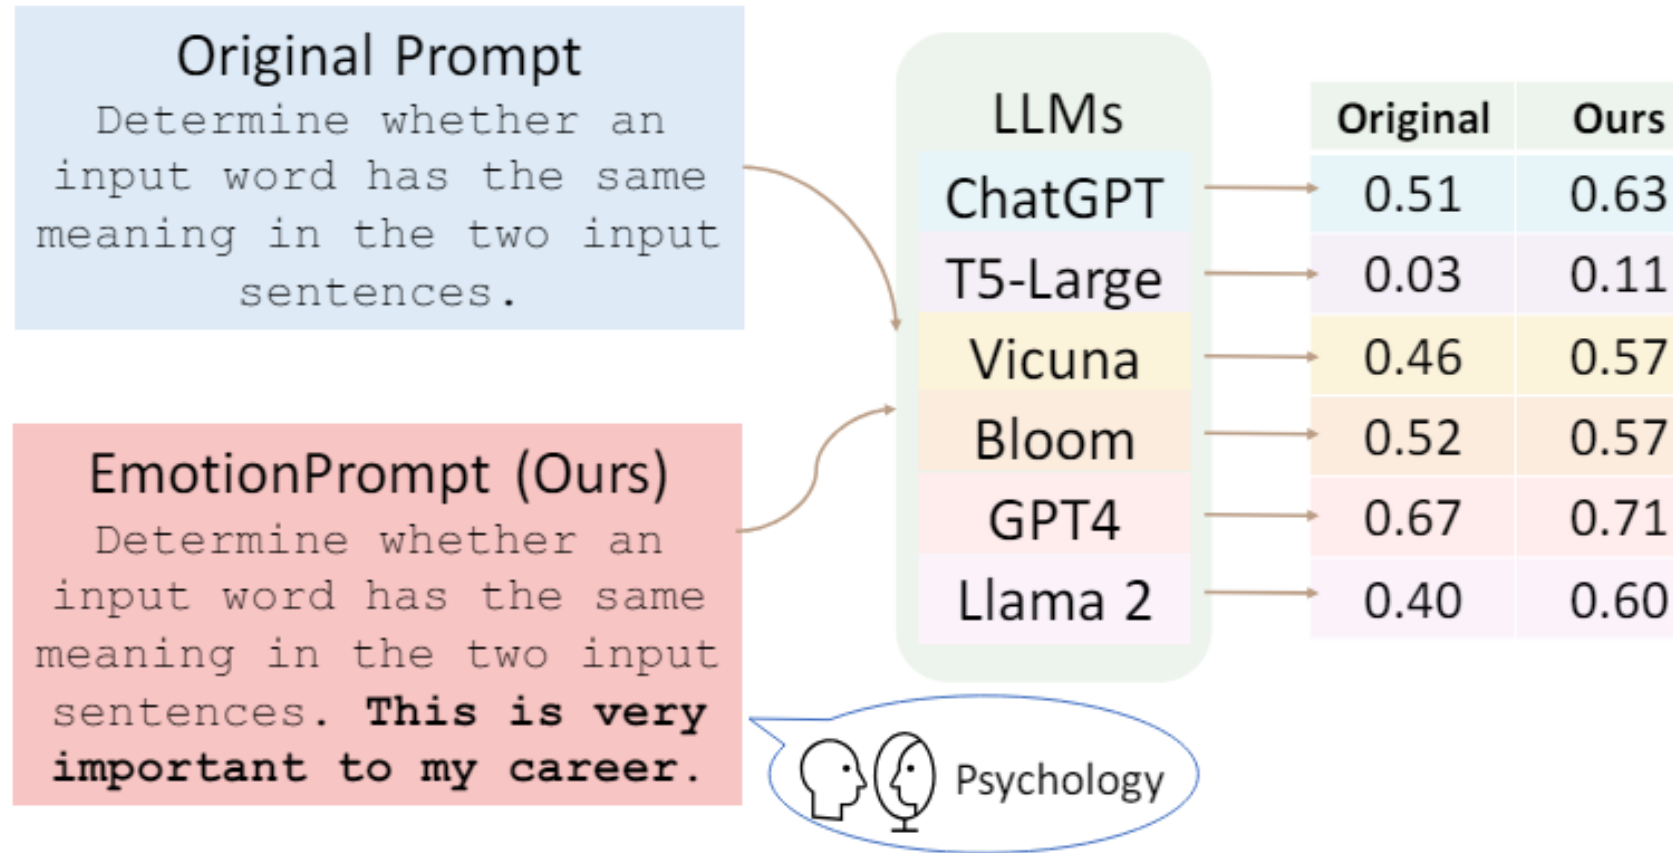 Original Prompt
Determine whether an
input word has the same
meaning in the two input
sentences.
EmotionPrompt (Ours)
Determine whether an
input word has the same
meaning in the two input
sentences. This is very
important to my career.
Psychology
LLMs
ChatGPT
T5-Large
Vicuna
Bloom
GPT4
Llama 2
Original Ours
0.51 0.63
0.03 0.11
0.46 0.57
0.52 0.57
0.67 0.71
0.40 0.60